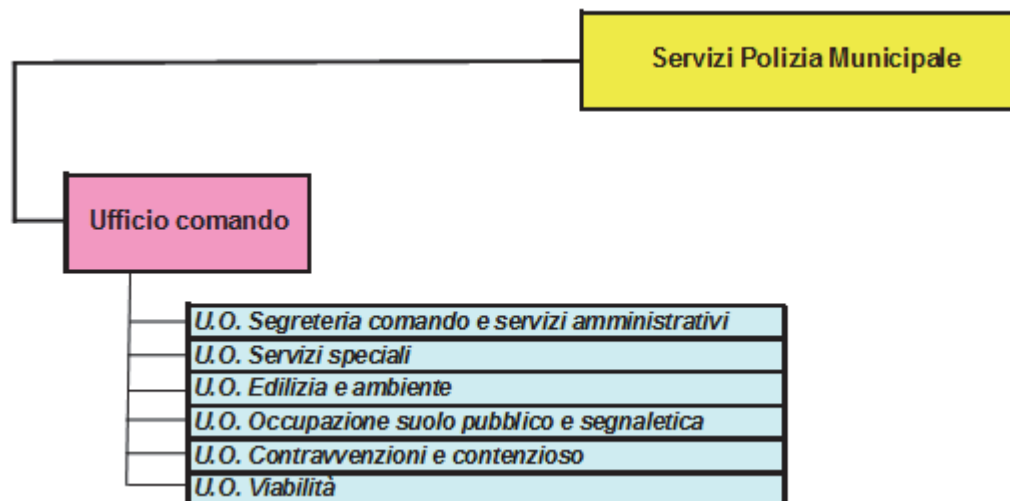 Servizi Polizia Municipale
Ufficio comando
U.O. Segreteria comando e servizi amministrativi
U.O. Servizi speciali
U.O. Edilizia e ambiente
U.O. Occupazione suolo pubblico e segnaletica
U.O. Contravvenzioni e contenzioso
U.O. Viabilità